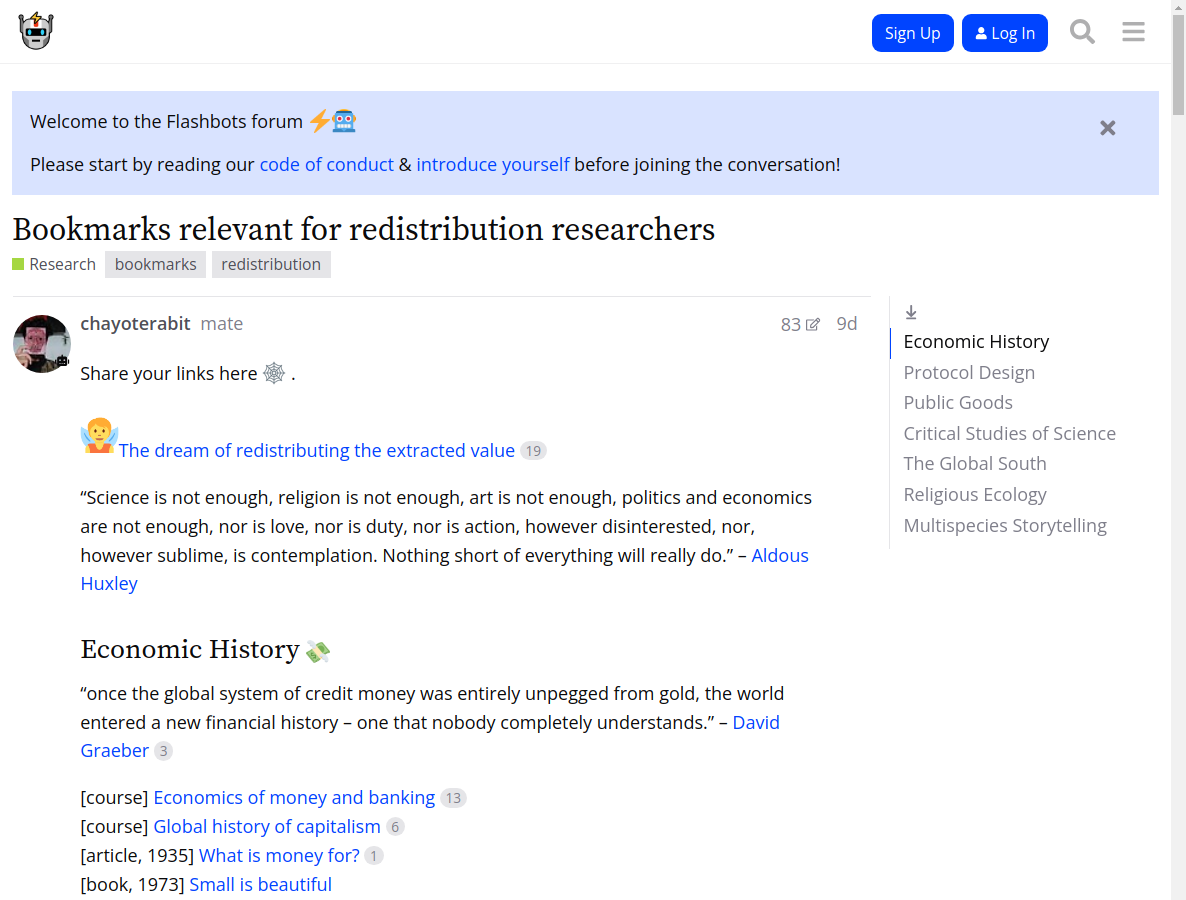 Sign Up
Log In
Welcome to the Flashbots forum
Please start by reading our code of conduct & introduce yourself before joining the conversation!
Bookmarks relevant for redistribution researchers
Research bookmarks redistribution
chayoterabit mate 83 9d
Share your links here .
The dream of redistributing the extracted value 19
“Science is not enough, religion is not enough, art is not enough, politics and economics
are not enough, nor is love, nor is duty, nor is action, however disinterested, nor,
however sublime, is contemplation. Nothing short of everything will really do.” – Aldous
Huxley
Economic History
“once the global system of credit money was entirely unpegged from gold, the world
entered a new financial history – one that nobody completely understands.” – David
Graeber 3
[course] Economics of money and banking 13
[course] Global history of capitalism 6
[article, 1935] What is money for? 1
[book, 1973] Small is beautiful
Economic History
Protocol Design
Public Goods
Critical Studies of Science
The Global South
Religious Ecology
Multispecies Storytelling